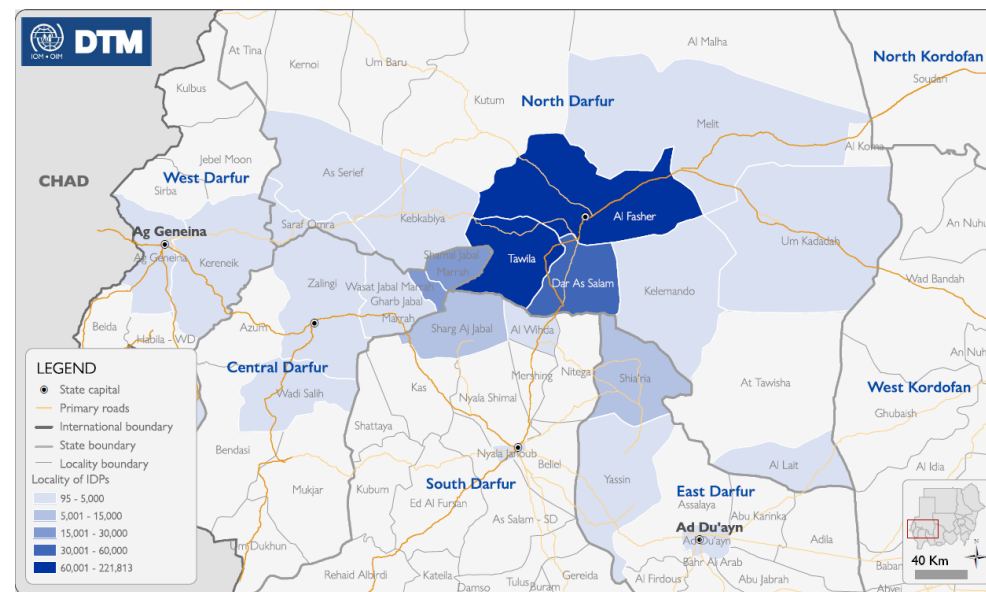 IOM • OIM
DTM
Al Malha
At Tina
Kernoi
Um Baru
North Kordofan
Soudari
Kulbus
Kutum
North Darfur
Melit
Al Koma
Jebel Moon
West Darfur
As Serief
CHAD
Sirba
Al Fasher
An Nuhu
Kebkabiya
Saraf Omra
Ag Geneina
Ag Geneina
Kereneik
Um Kadadah
Shamal Jabal
Marrah
Tawila
Wad Bandah
Zalingi
Wasat Jabal Marrah
Dar As Salam
Kelemando
Gharb Jabal
Marrah
Beida
Habila - WD
Azum
Sharg Aj Jabal
Al Wihda
An Nuhu
Central Darfur
Mershing
Nitega
Shia'ria
At Tawisha
West Kordofan
Kas
Wadi Salih
Nyala Shimal
Ghubaish
Shattaya
Bendasi
Nyala Janoub
Beliel
Al Lait
Al Idia
Mukjar
Kubum
South Darfur
Yassin
East Darfur
Ed Al Fursan
Assalaya
Abu Karinka
As Salam - SD
Ad Du'ayn
Adila
Um Dukhun
Ad Du'ayn
Bahr Al Arab
Rehaid Albirdi
Kateila
Gereida
Al Firdous
Abu Jabrah
Tulus
Damso
Buram
LEGEND
State capital
Primary roads
International boundary
State boundary
Locality boundary
Locality of IDPs
95 - 5,000
5,001 - 15,000
15,001 - 30,000
30,001 - 60,000
60,001 - 221,813
N
40 Km